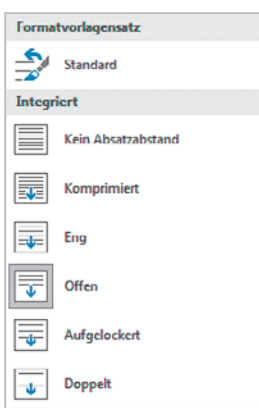 Formatvorlagensatz
Standard
Integriert
Kein Absatzabstand
Komprimiert
Eng
Offen
Aufgelockert
Doppelt